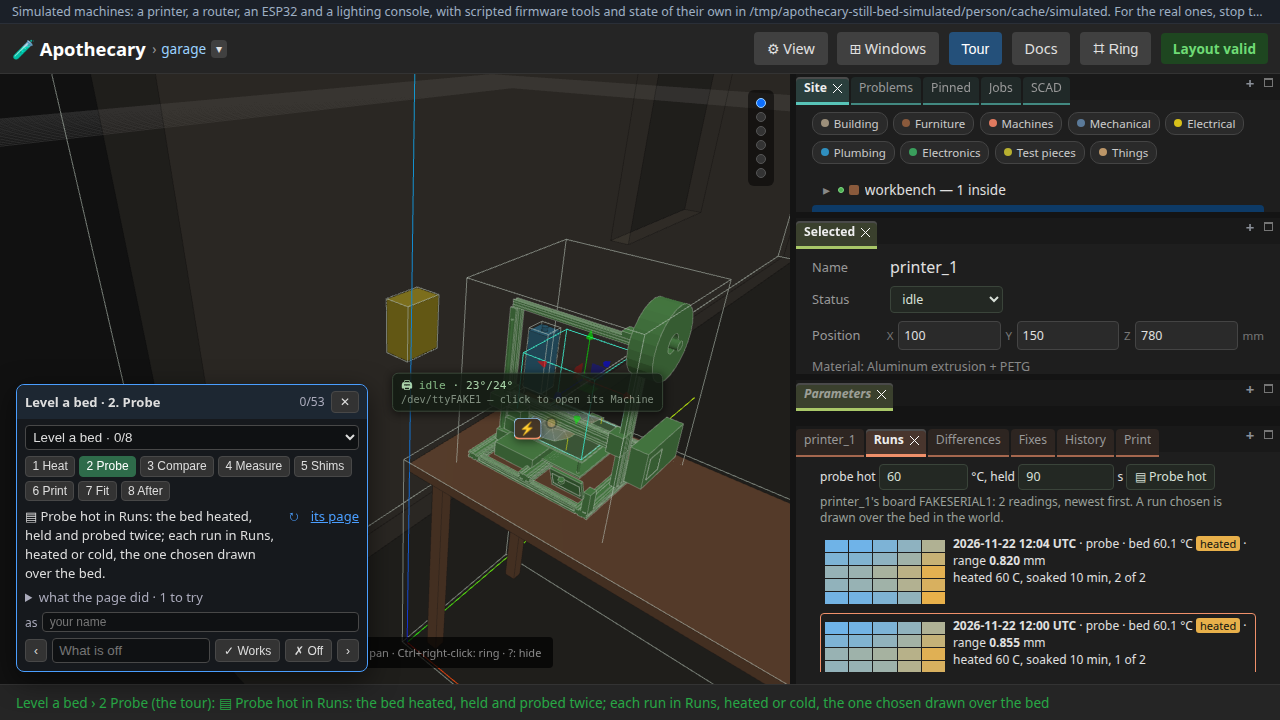 Simulated machines: a printer, a router, an ESP32 and a lighting console, with scripted firmware tools and state of their own in /tmp/apothecary-still-bed-simulated/person/cache/simulated. For the real ones, stop t...
Apothecary › garage ▾
⚙ View
⊞ Windows
Tour
Docs
⌗ Ring
Layout valid
Site
Problems
Pinned
Jobs
SCAD
Building
Furniture
Machines
Mechanical
Electrical
Plumbing
Electronics
Test pieces
Things
▸ workbench — 1 inside
Selected
Name printer_1
Status idle
Position X 100 Y 150 Z 780 mm
Material: Aluminum extrusion + PETG
Parameters
printer_1
Runs
Differences
Fixes
History
Print
probe hot 60 °C, held 90 s ▤ Probe hot
printer_1's board FAKESERIAL1: 2 readings, newest first. A run chosen is
drawn over the bed in the world.
2026-11-22 12:04 UTC · probe · bed 60.1 °C heated ·
range 0.820 mm
heated 60 C, soaked 10 min, 2 of 2
2026-11-22 12:00 UTC · probe · bed 60.1 °C heated ·
range 0.855 mm
heated 60 C, soaked 10 min, 1 of 2
idle · 23°/24°
/dev/ttyFAKE1 — click to open its Machine
Level a bed · 2. Probe 0/53 ✕
Level a bed · 0/8
1 Heat
2 Probe
3 Compare
4 Measure
5 Shims
6 Print
7 Fit
8 After
▤ Probe hot in Runs: the bed heated, ↻ its page
held and probed twice; each run in Runs,
heated or cold, the one chosen drawn
over the bed.
▶ what the page did · 1 to try
as your name
‹ What is off ✓ Works ✗ Off ›
pan · Ctrl+right-click: ring · ?: hide
Level a bed › 2 Probe (the tour): ▤ Probe hot in Runs: the bed heated, held and probed twice; each run in Runs, heated or cold, the one chosen drawn over the bed